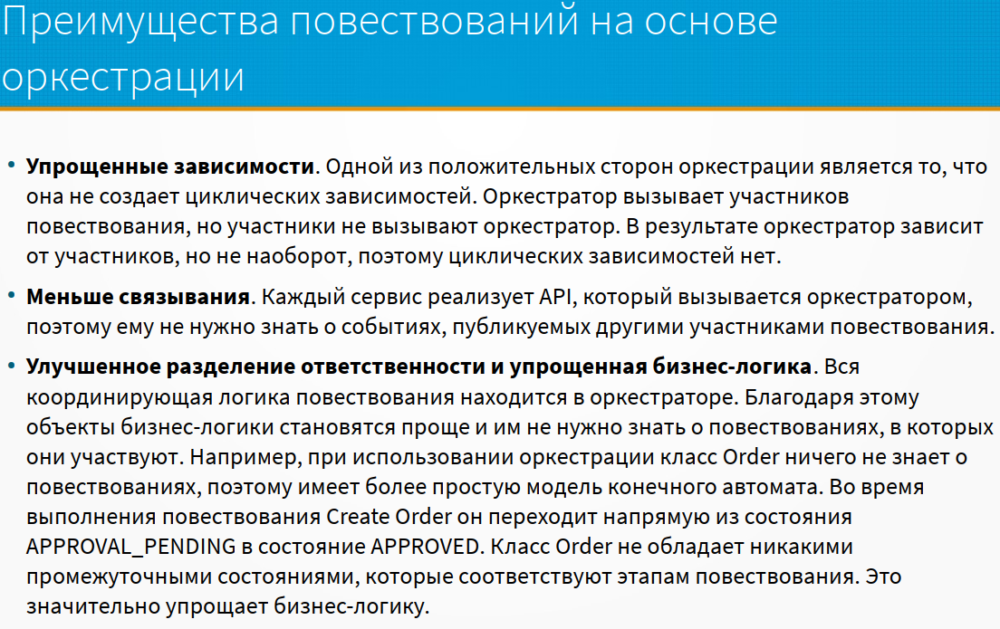 Преимущества повествований на основе
оркестрации
• Упрощенные зависимости. Одной из положительных сторон оркестрации является то, что
она не создает циклических зависимостей. Оркестратор вызывает участников
повествования, но участники не вызывают оркестратор. В результате оркестратор зависит
от участников, но не наоборот, поэтому циклических зависимостей нет.
• Меньше связывания. Каждый сервис реализует API, который вызывается оркестратором,
поэтому ему не нужно знать о событиях, публикуемых другими участниками повествования.
• Улучшенное разделение ответственности и упрощенная бизнес-логика. Вся
координирующая логика повествования находится в оркестраторе. Благодаря этому
объекты бизнес-логики становятся проще и им не нужно знать о повествованиях, в которых
они участвуют. Например, при использовании оркестрации класс Order ничего не знает о
повествованиях, поэтому имеет более простую модель конечного автомата. Во время
выполнения повествования Create Order он переходит напрямую из состояния
APPROVAL_PENDING в состояние APPROVED. Класс Order не обладает никакими
промежуточными состояниями, которые соответствуют этапам повествования. Это
значительно упрощает бизнес-логику.